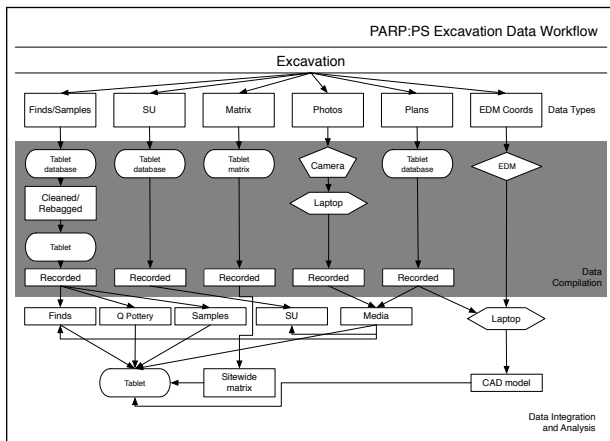 PARP:PS Excavation Data Workflow
Excavation
Finds/Samples SU Matrix Photos Plans EDM Coords Data Types
Tablet
database
Tablet
database
Tablet
matrix
Camera
Tablet
database
EDM
Cleaned/
Rebagged
Laptop
Tablet
Recorded Recorded Recorded Recorded Recorded
Data
Compilation
Finds Q Pottery Samples SU Media Laptop
Tablet
Sitewide
matrix
CAD model
Data Integration
and Analysis